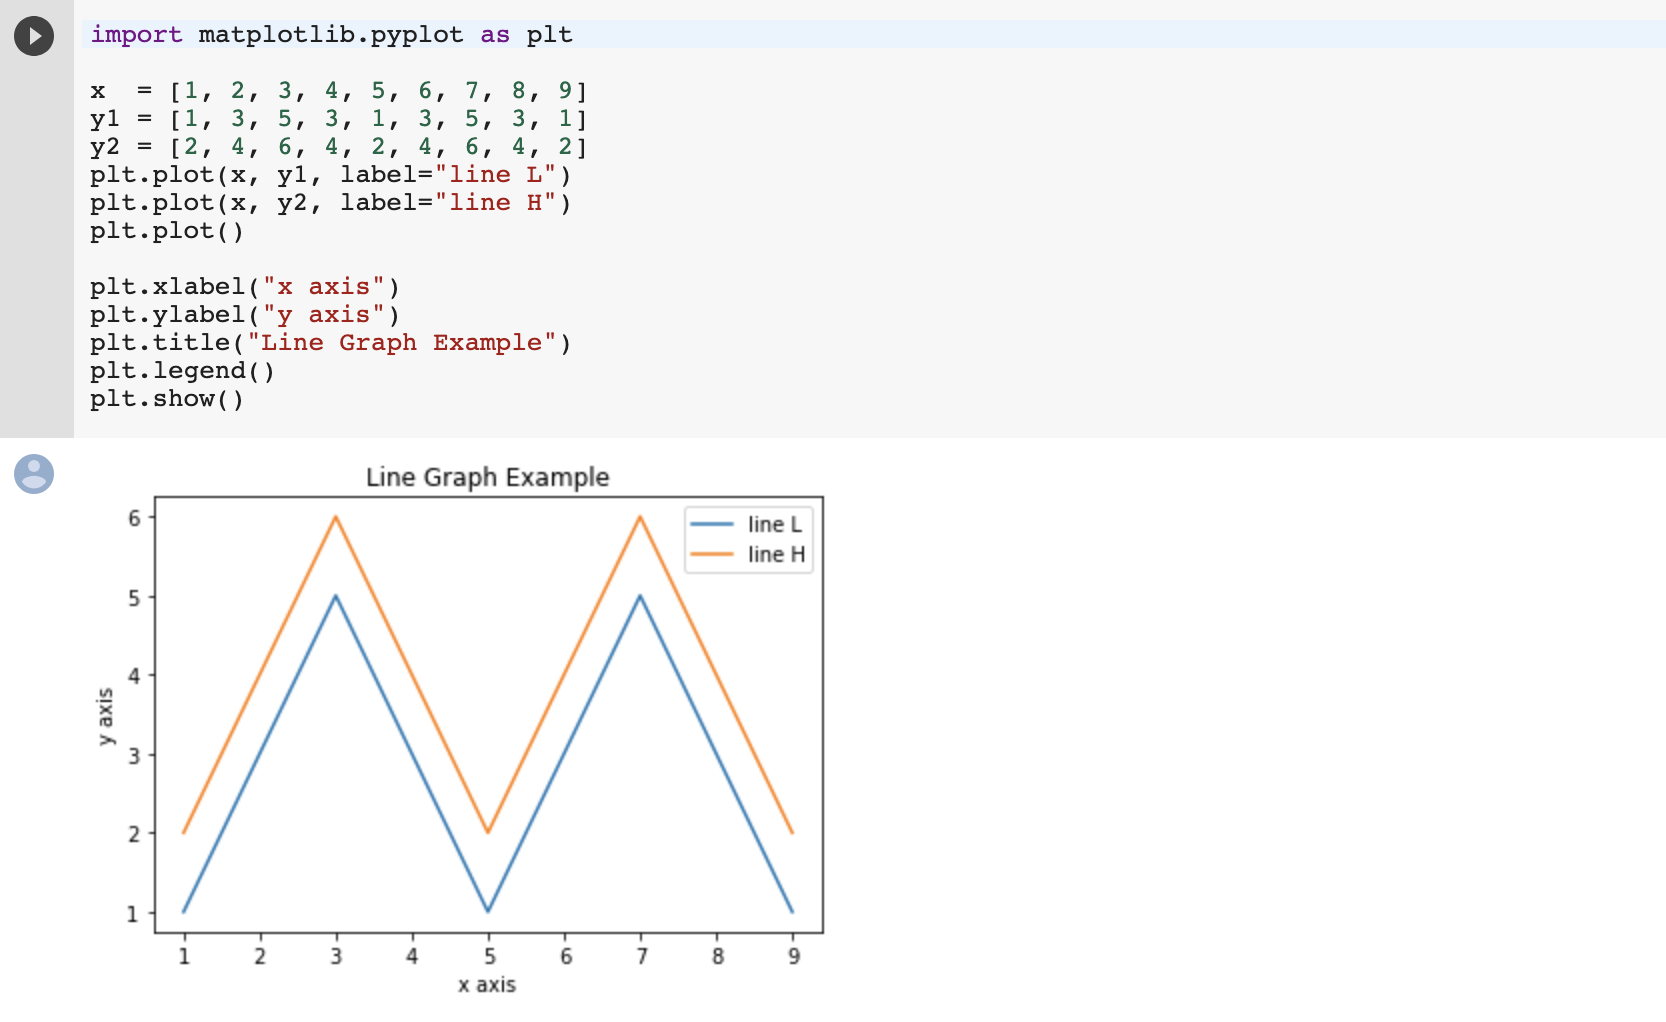 import matplotlib.pyplot as plt

x  = [1, 2, 3, 4, 5, 6, 7, 8, 9]
y1 = [1, 3, 5, 3, 1, 3, 5, 3, 1]
y2 = [2, 4, 6, 4, 2, 4, 6, 4, 2]
plt.plot(x, y1, label="line L")
plt.plot(x, y2, label="line H")
plt.plot()

plt.xlabel("x axis")
plt.ylabel("y axis")
plt.title("Line Graph Example")
plt.legend()
plt.show()

Line Graph Example
line L
line H
6
5
4
3
2
1
y axis
1 2 3 4 5 6 7 8 9
x axis